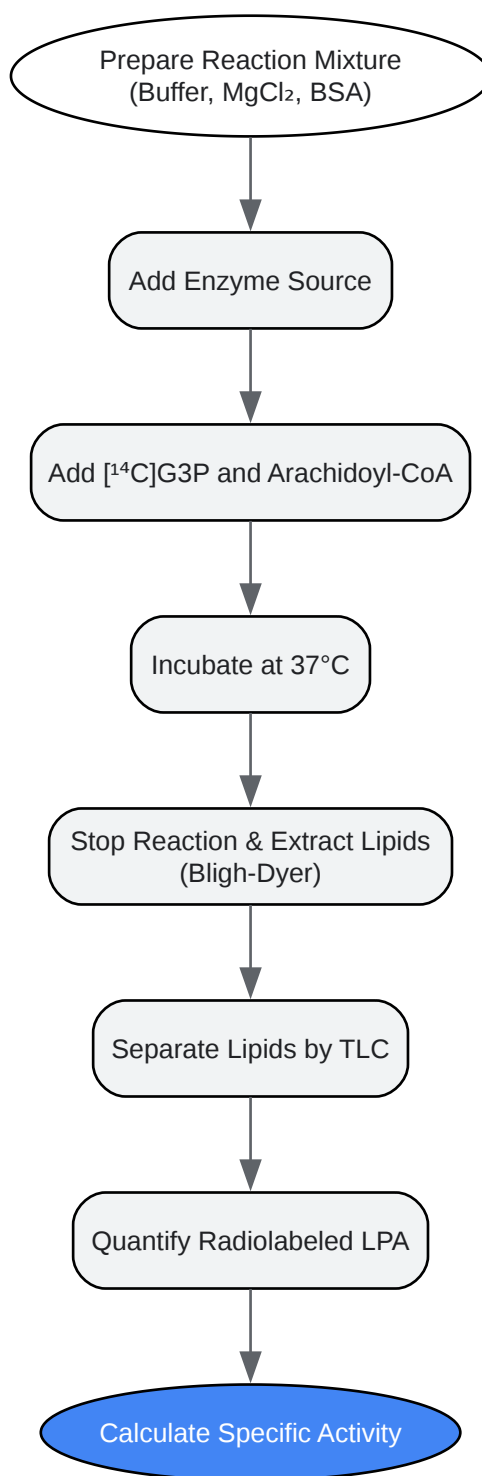 Prepare Reaction Mixture
(Buffer, MgCl₂, BSA)
Add Enzyme Source
Add [¹⁴C]G3P and Arachidoyl-CoA
Incubate at 37°C
Stop Reaction & Extract Lipids
(Bligh-Dyer)
Separate Lipids by TLC
Quantify Radiolabeled LPA
Calculate Specific Activity